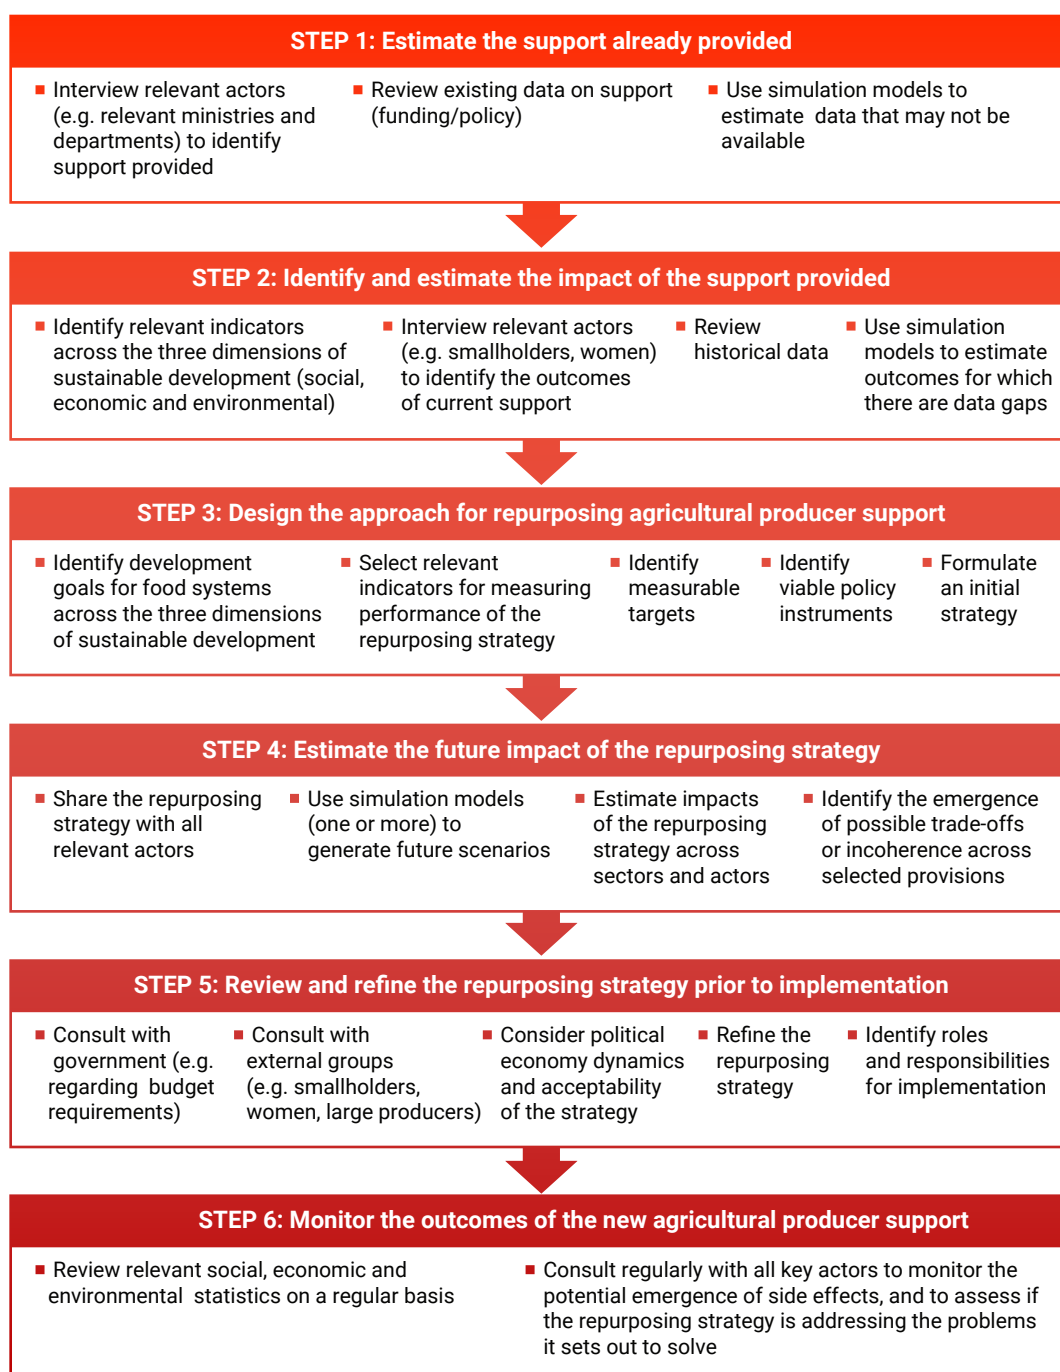 STEP 1: Estimate the support already provided
Interview relevant actors
(e.g. relevant ministries and
departments) to identify
support provided
Review existing data on support
(funding/policy)
Use simulation models to
estimate data that may not be
available
STEP 2: Identify and estimate the impact of the support provided
Identify relevant indicators
across the three dimensions of
sustainable development (social,
economic and environmental)
Interview relevant actors
(e.g. smallholders, women)
to identify the outcomes
of current support
Review
historical data
Use simulation
models to estimate
outcomes for which
there are data gaps
STEP 3: Design the approach for repurposing agricultural producer support
Identify development
goals for food systems
across the three dimensions
of sustainable development
Select relevant
indicators for measuring
performance of the
repurposing strategy
Identify
measurable
targets
Identify
viable policy
instruments
Formulate
an initial
strategy
STEP 4: Estimate the future impact of the repurposing strategy
Share the repurposing
strategy with all
relevant actors
Use simulation models
(one or more) to
generate future scenarios
Estimate impacts
of the repurposing
strategy across
sectors and actors
Identify the emergence
of possible trade-offs
or incoherence across
selected provisions
STEP 5: Review and refine the repurposing strategy prior to implementation
Consult with
government (e.g.
regarding budget
requirements)
Consult with
external groups
(e.g. smallholders,
women, large producers)
Consider political
economy dynamics
and acceptability
of the strategy
Refine the
repurposing
strategy
Identify roles
and responsibilities
for implementation
STEP 6: Monitor the outcomes of the new agricultural producer support
Review relevant social, economic and
environmental statistics on a regular basis
Consult regularly with all key actors to monitor the
potential emergence of side effects, and to assess if
the repurposing strategy is addressing the problems
it sets out to solve